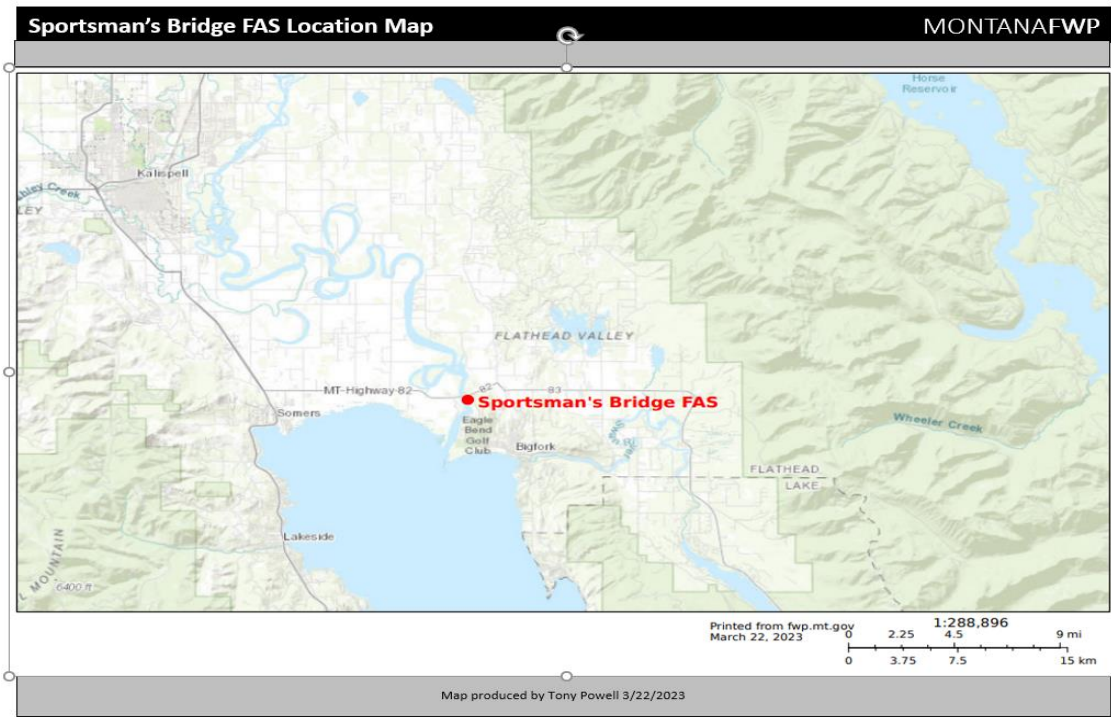 Sportsman's Bridge FAS Location Map
MONTANAFWP
Horse
Reservoir
Kalispell
Creek
LEY
FLATHEAD VALLEY
MT-Highway-82
82
83
Sportsman's Bridge FAS
Somers
Eagle
Bend
Golf
Club
Bigfork
Swan
River
Wheeler Creek
FLATHEAD
LAKE
Lakeside
MOUNTAIN
6400 ft
Printed from fwp.mt.gov
March 22, 2023
1:288,896
0 2.25 4.5 9 mi
0 3.75 7.5 15 km
Map produced by Tony Powell 3/22/2023